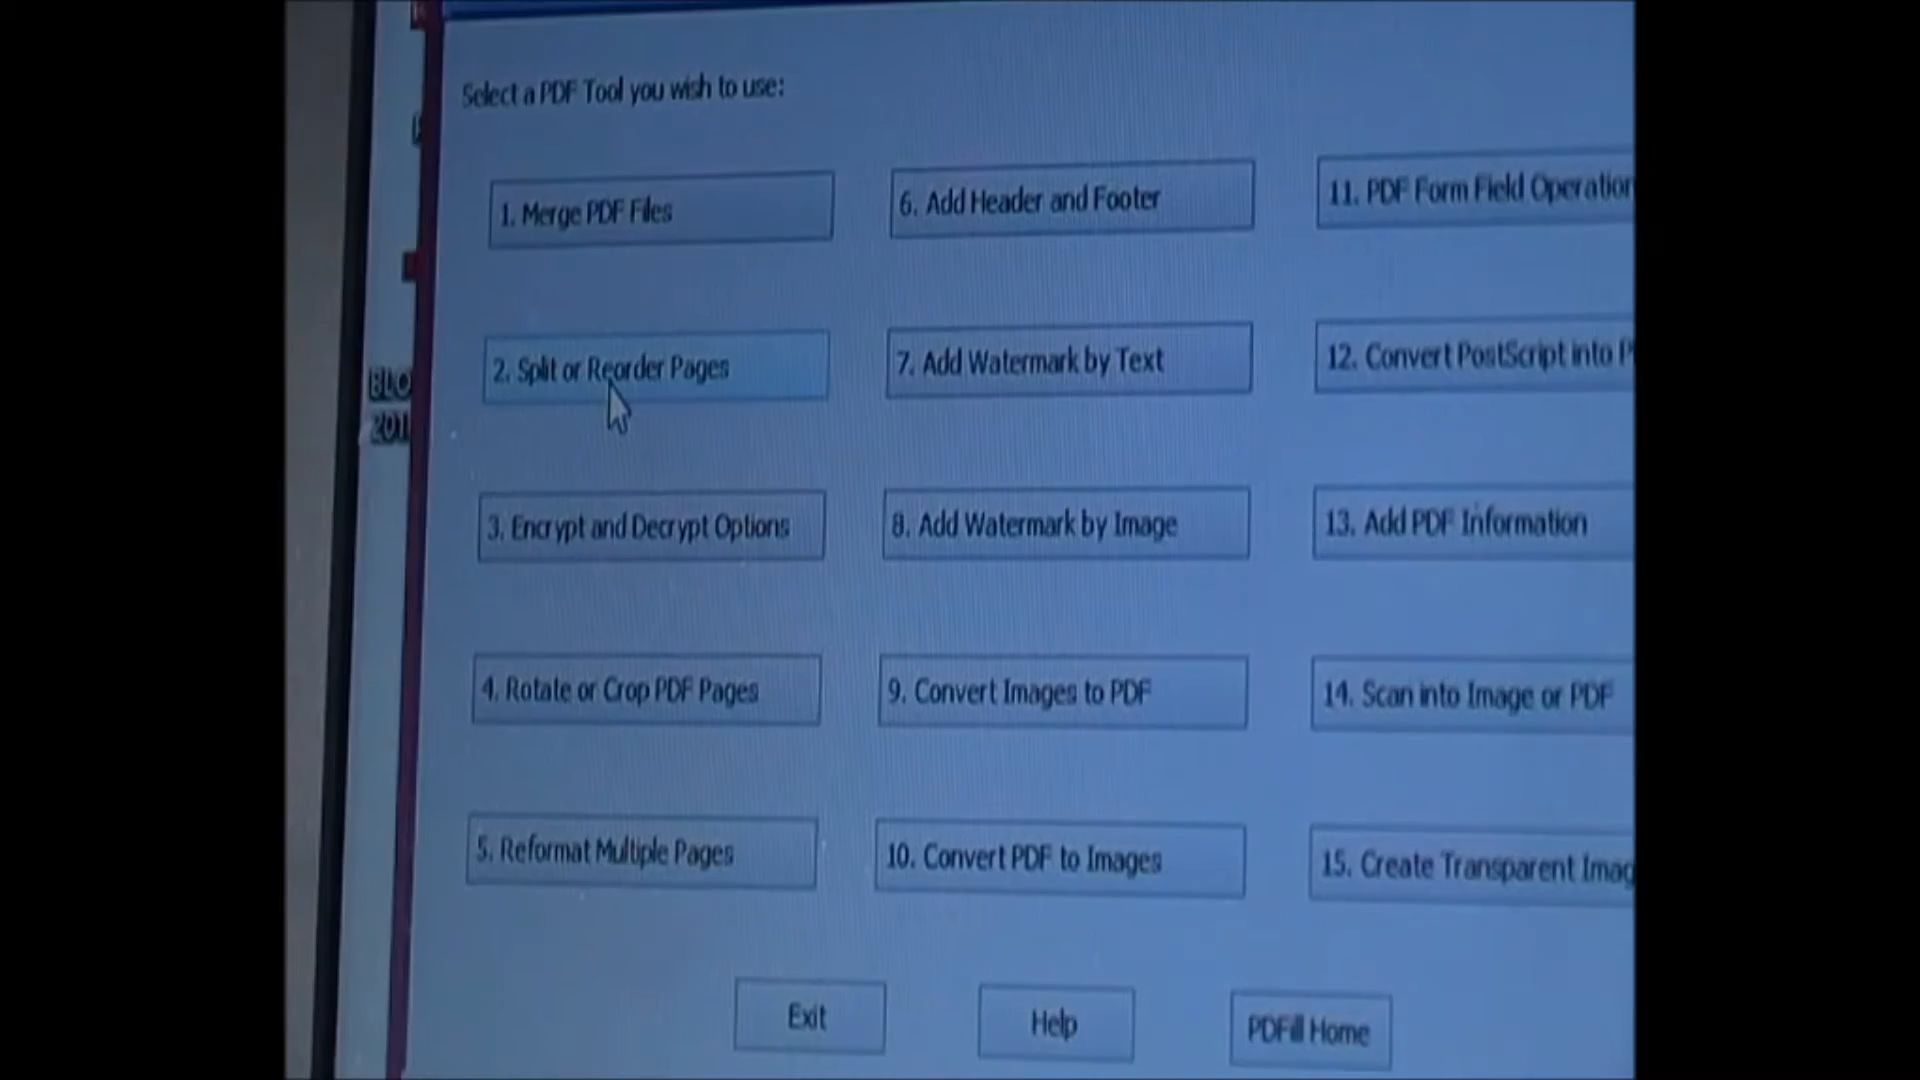 Select a PDF Tool you wish to use:
1. Merge PDF Files
2. Split or Reorder Pages
3. Encrypt and Decrypt Options
4. Rotate or Crop PDF Pages
5. Reformat Multiple Pages
6. Add Header and Footer
7. Add Watermark by Text
8. Add Watermark by Image
9. Convert Images to PDF
10. Convert PDF to Images
11. PDF Form Field Operation
12. Convert PostScript into P
13. Add PDF Information
14. Scan into Image or PDF
15. Create Transparent Imag
Exit
Help
PDFill Home
BLO
201